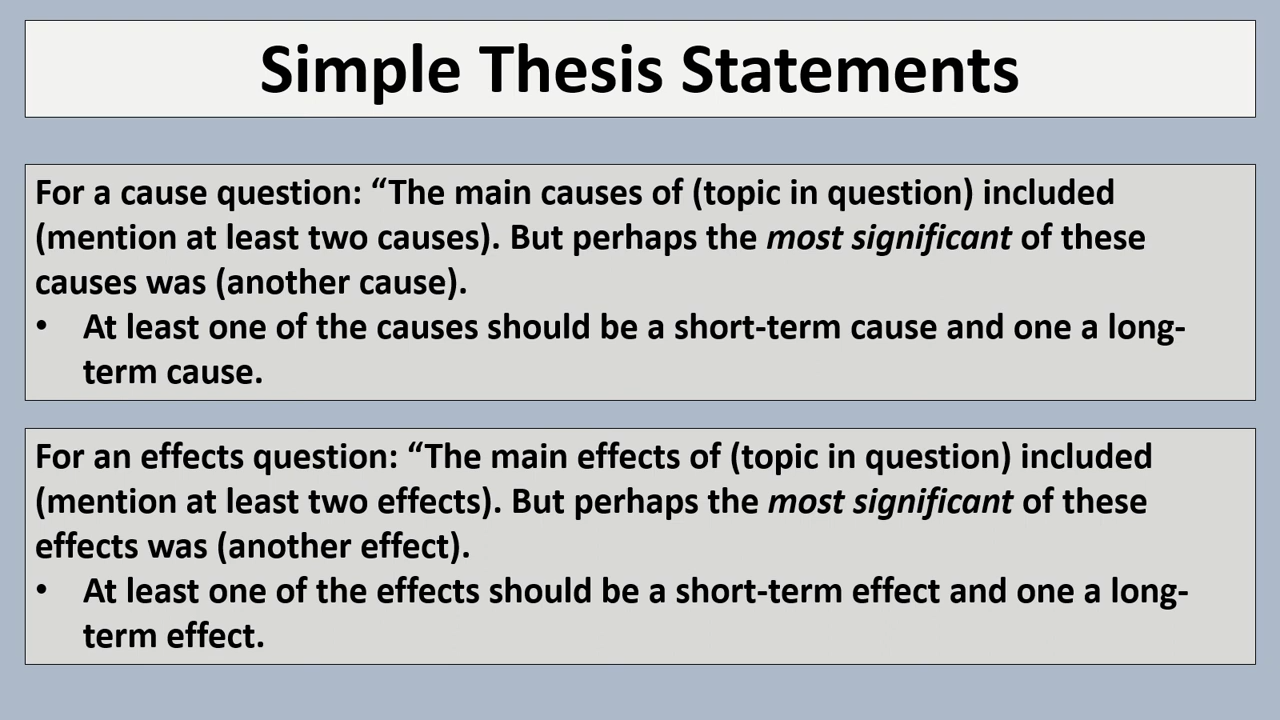 Simple Thesis Statements
For a cause question: “The main causes of (topic in question) included
(mention at least two causes). But perhaps the most significant of these
causes was (another cause).
• At least one of the causes should be a short-term cause and one a long-
term cause.
For an effects question: “The main effects of (topic in question) included
(mention at least two effects). But perhaps the most significant of these
effects was (another effect).
• At least one of the effects should be a short-term effect and one a long-
term effect.